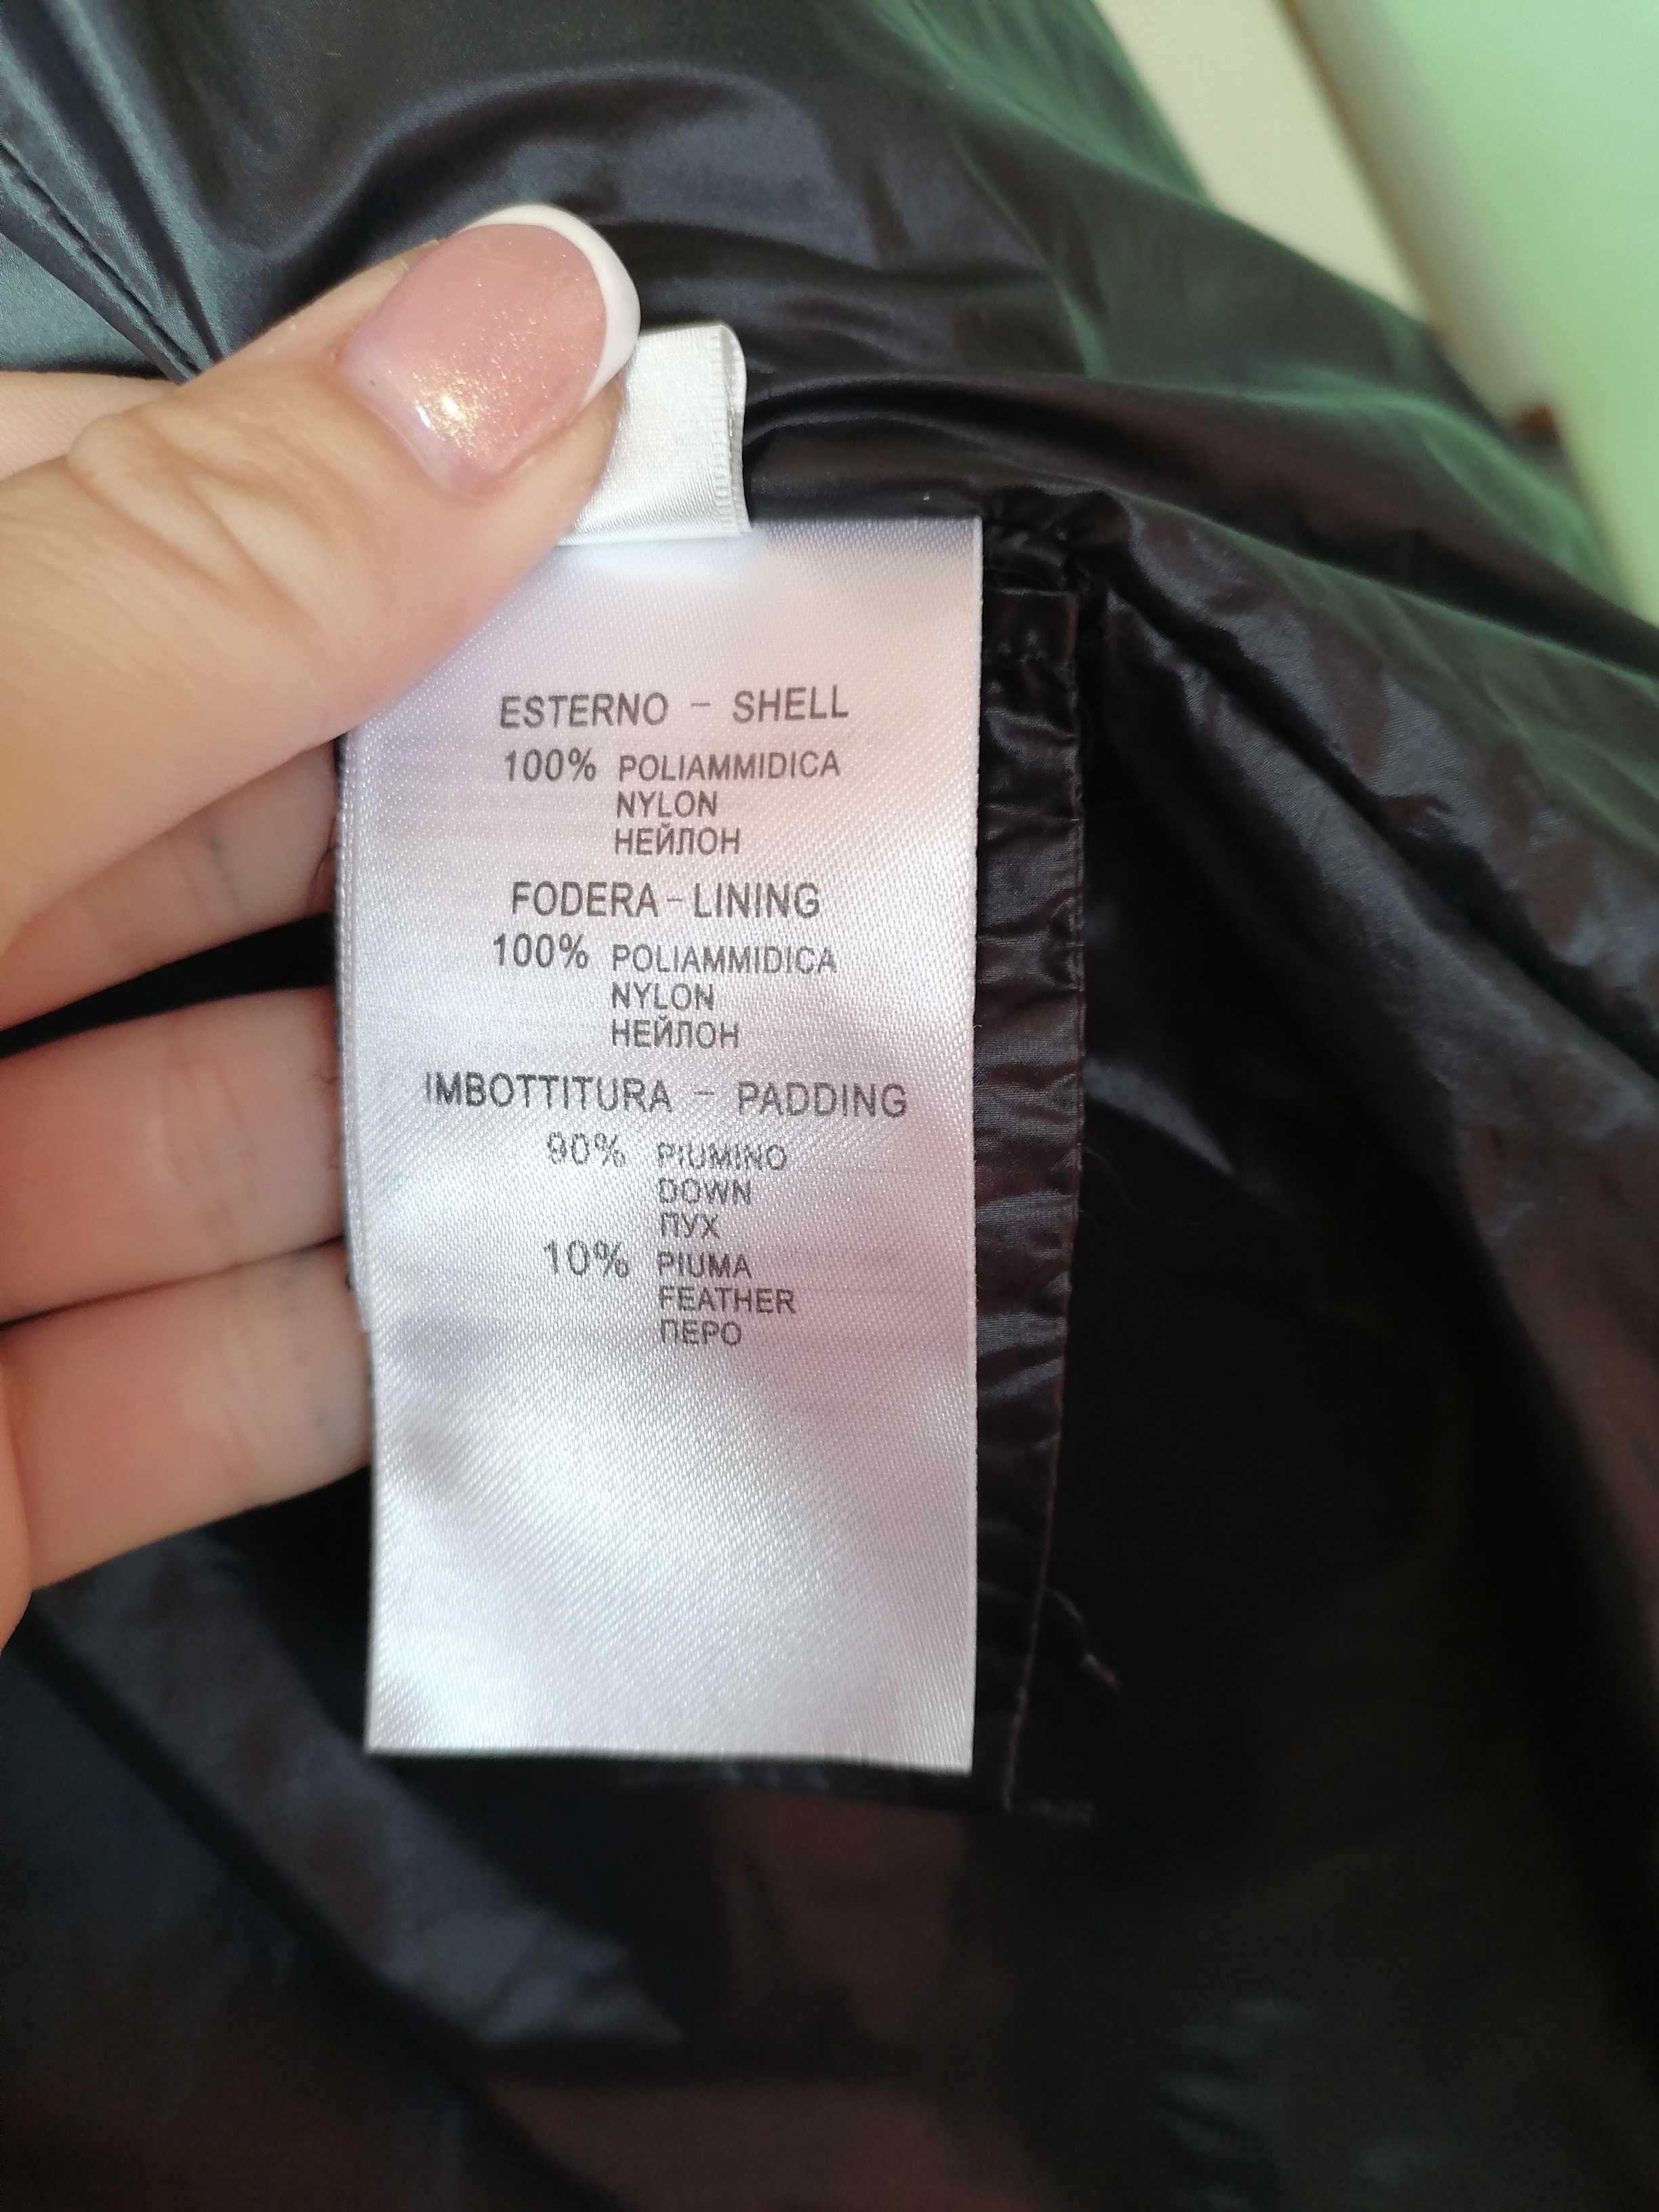 ESTERNO - SHELL
100% POLIAMMIDICA
NYLON
НЕЙЛОН
FODERA - LINING
100% POLIAMMIDICA
NYLON
НЕЙЛОН
IMBOTTITURA - PADDING
90% PIUMINO
DOWN
ПУХ
10% PIUMA
FEATHER
ПЕРО